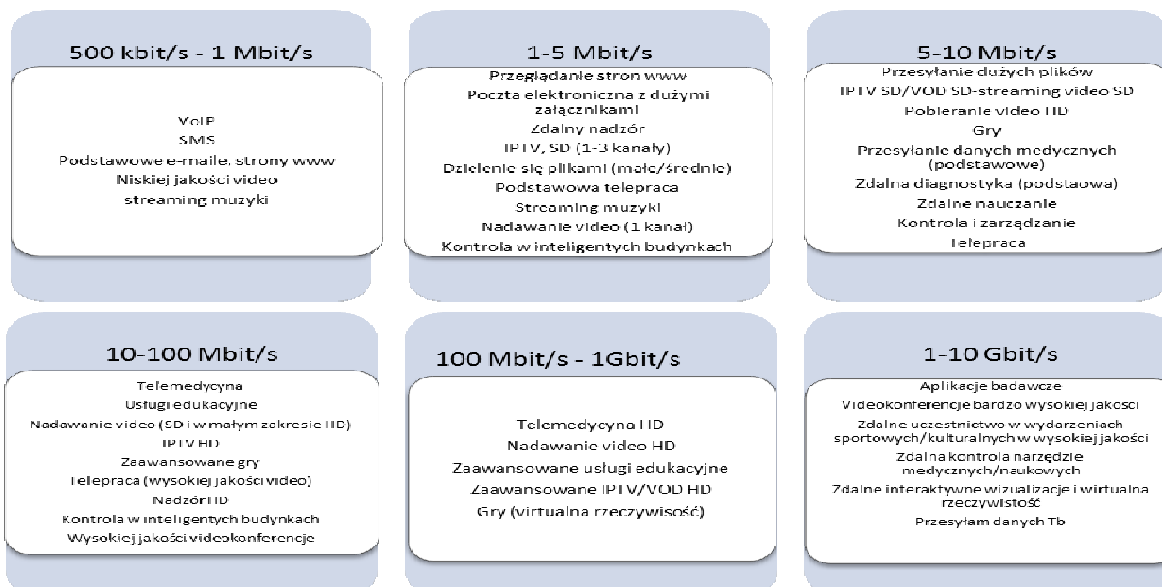 500 kbit/s - 1 Mbit/s
VoIP
SMS
Podstawowe e-maile, strony www
Niskiej jakości video
streaming muzyki
1-5 Mbit/s
Przeglądanie stron www
Poczta elektroniczna z dużymi
załącznikami
Zdalny nadzór
IPTV, SD (1-3 kanały)
Dzielenie się plikami (małe/średnie)
Podstawowa telepraca
Streaming muzyki
Nadawanie video (1 kanał)
Kontrola w inteligentych budynkach
5-10 Mbit/s
Przesyłanie dużych plików
IPTV SD/VOD SD-streaming video SD
Pobieranie video HD
Gry
Przesyłanie danych medycznych
(podstawowe)
Zdalna diagnostyka (podstaowa)
Zdalne nauczanie
Kontrola i zarządzanie
Telepraca
10-100 Mbit/s
Telemedycyna
Usługi edukacyjne
Nadawanie video (SD i w małym zakresie HD)
IPTV HD
Zaawansowane gry
Telepraca (wysokiej jakości video)
Nadzór HD
Kontrola w inteligentych budynkach
Wysokiej jakości videokonferencje
100 Mbit/s - 1Gbit/s
Telemedycyna HD
Nadawanie video HD
Zaawansowane usługi edukacyjne
Zaawansowane IPTV/VOD HD
Gry (virtualna rzeczywisość)
1-10 Gbit/s
Aplikacje badawcze
Videokonferencje bardzo wysokiej jakości
Zdalne uczestnictwo w wydarzeniach
sportowych/kulturalnych w wysokiej jakości
Zdalna kontrola narzędzie
medycznych/naukowych
Zdalne interaktywne wizualizacje i wirtualna
rzeczywistość
Przesyłam danych Tb